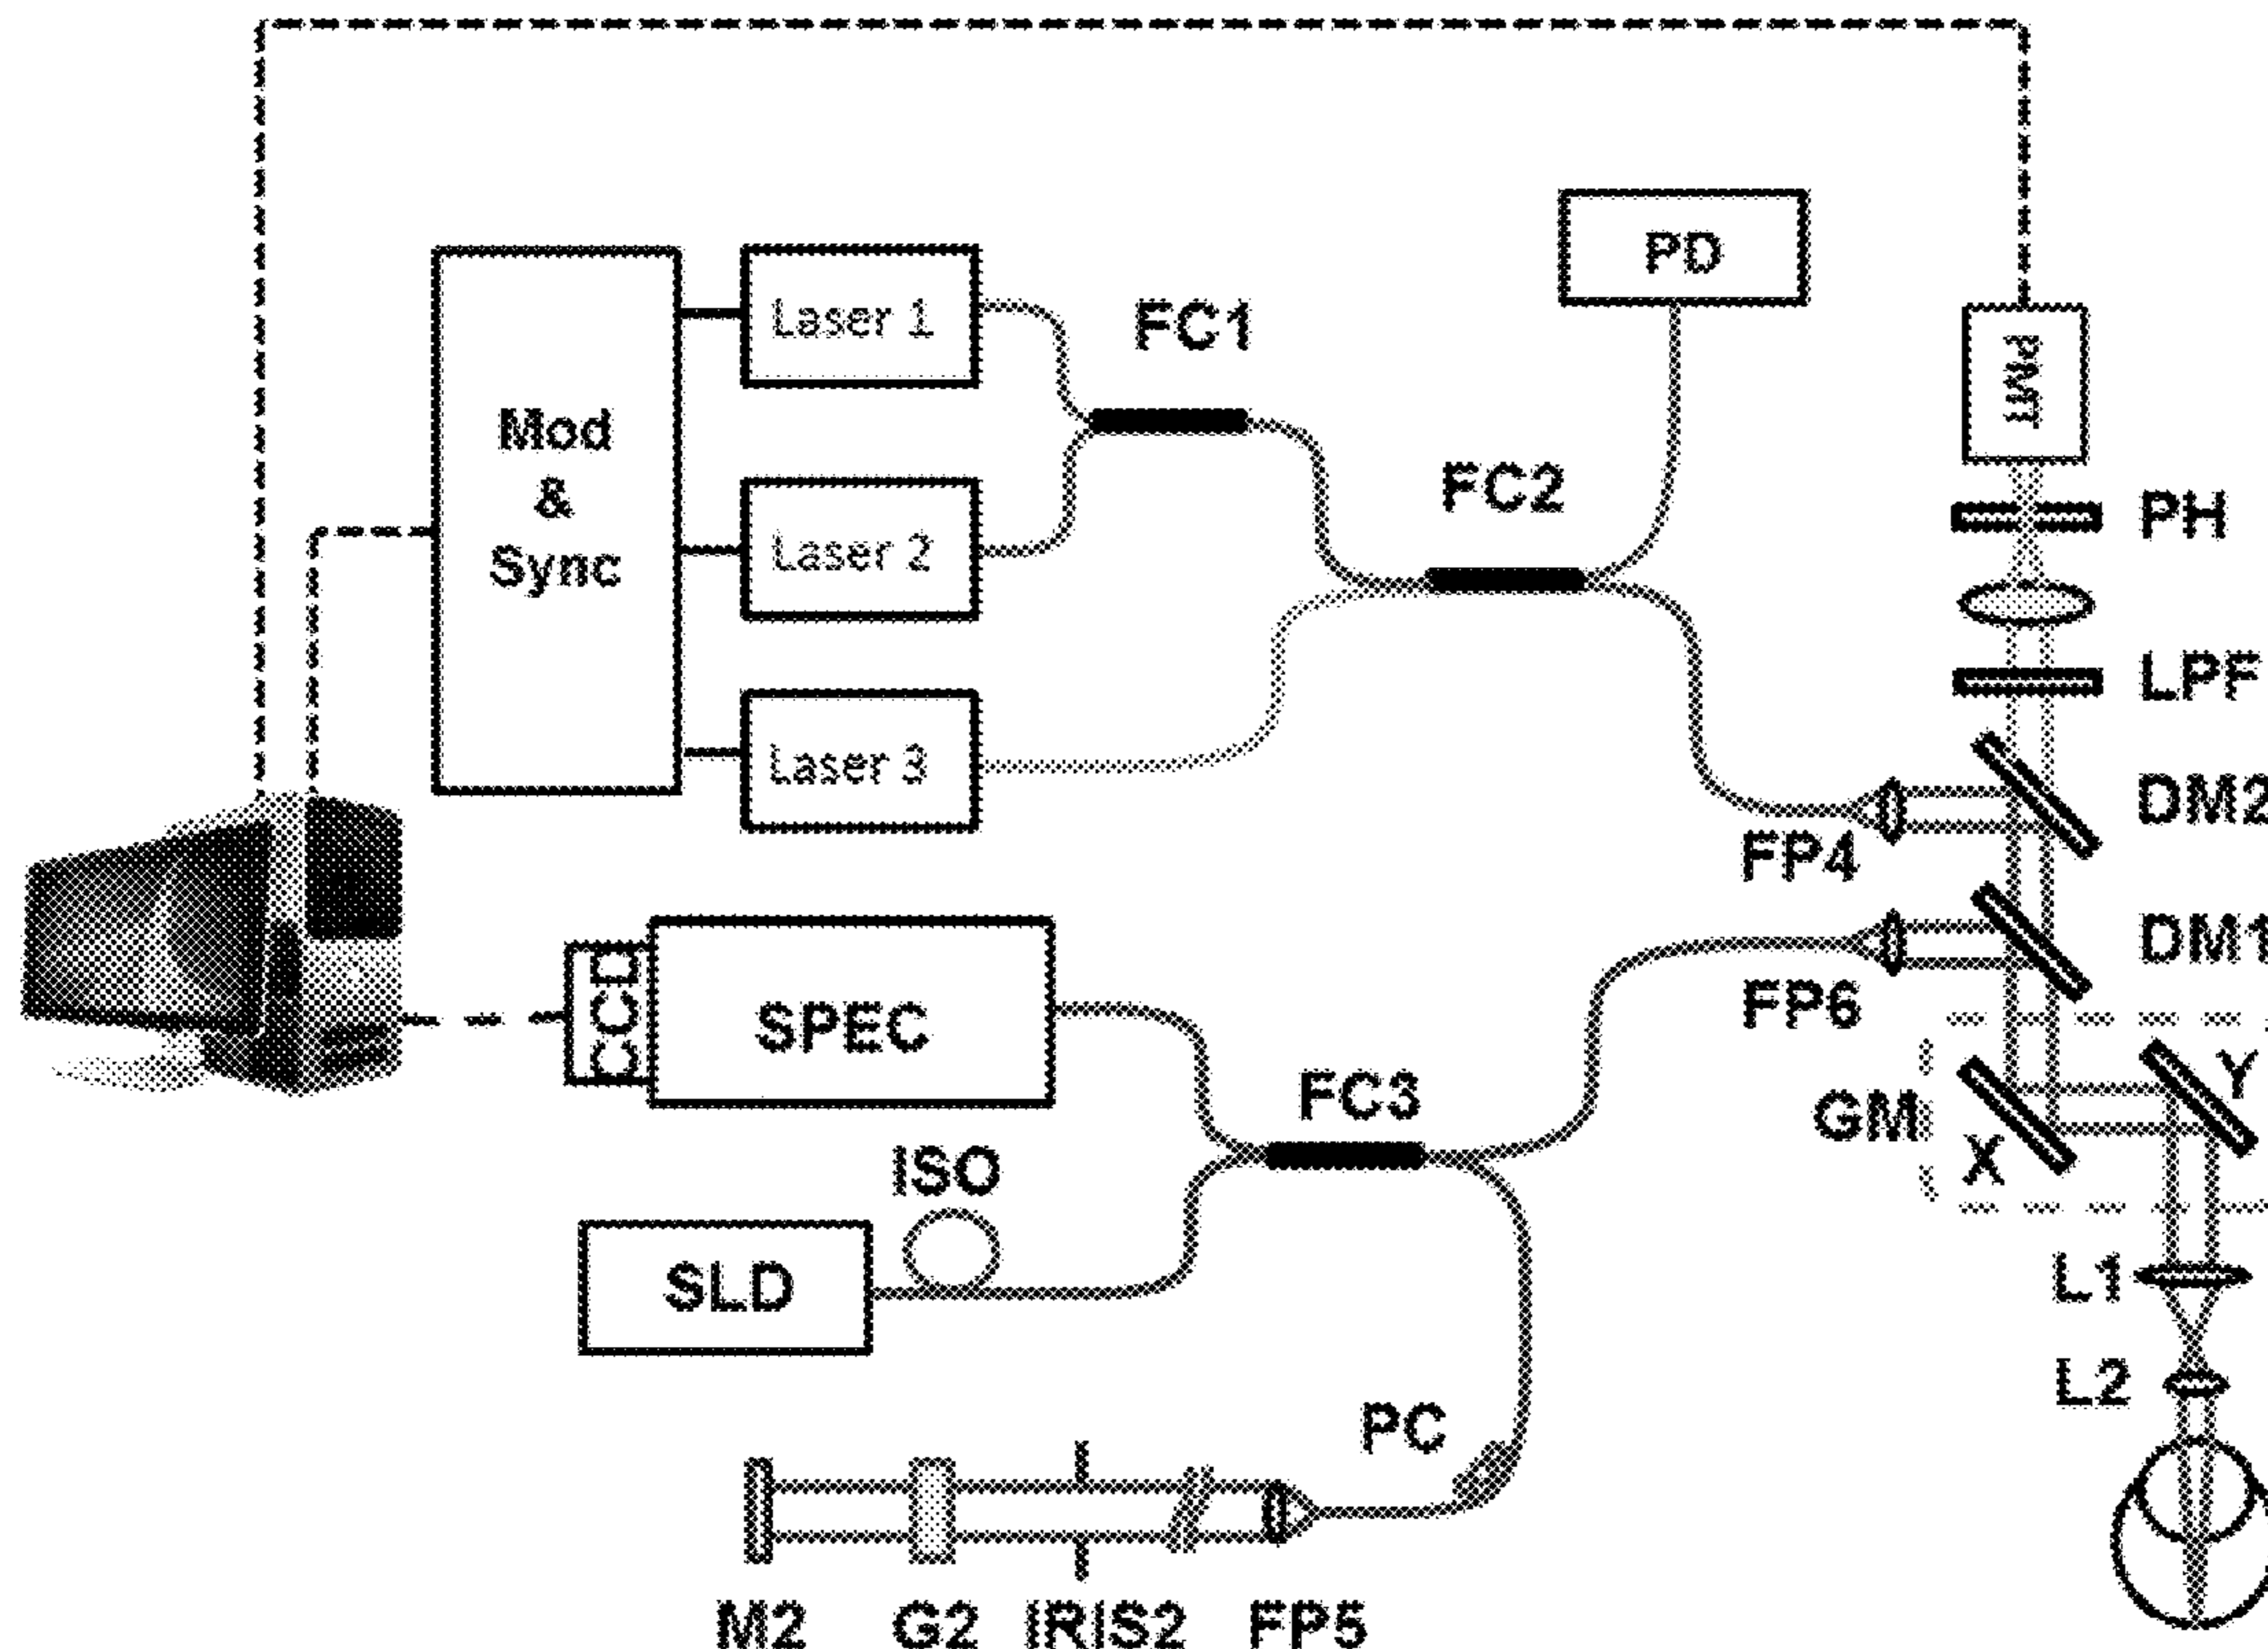 PD
Laser 1
FC1
PMT
Mod
&
Sync
FC2
PH
Laser 2
LPF
Laser 3
DM2
FP4
DM1
CCD
SPEC
FP6
FC3
GM
X
Y
ISO
SLD
L1
L2
PC
M2
G2
IRIS2
FP5